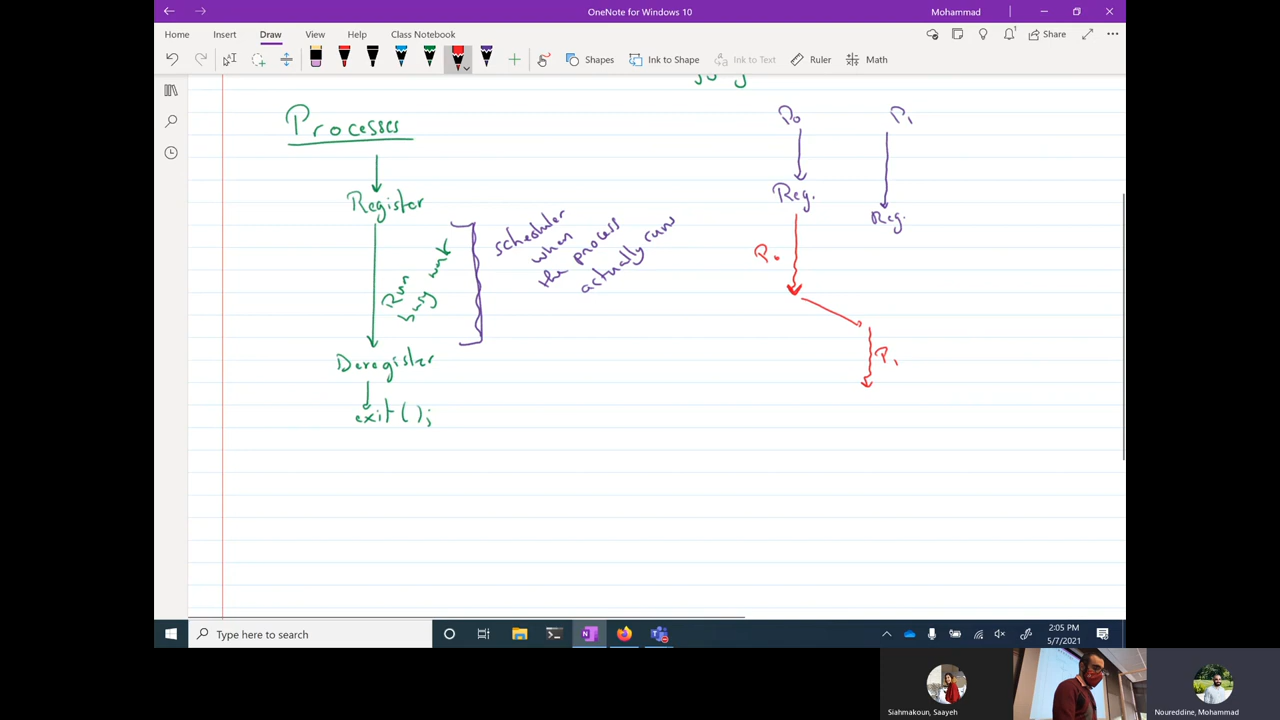 OneNote for Windows 10
Mohammad
Home Insert Draw View Help Class Notebook
Share
Shapes Ink to Shape Ink to Text Ruler Math
Processes
Register
Run
busy work
Deregister
exit();
scheduler
when
the process
actually runs
P0 P1
Reg. Reg.
P0
P1
Type here to search
2:05 PM
5/7/2021
Siahmakoun, Saayeh
Noureddine, Mohammad